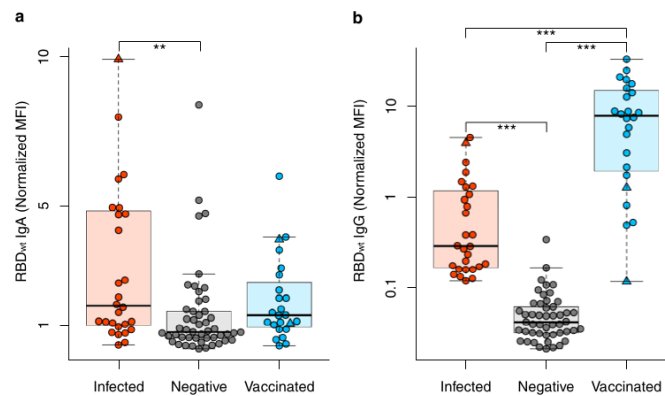 a
**
10
5
1
RBDwt IgA (Normalized MFI)
Infected Negative Vaccinated
b
***
***
***
10
1
0.1
RBDwt IgG (Normalized MFI)
Infected Negative Vaccinated